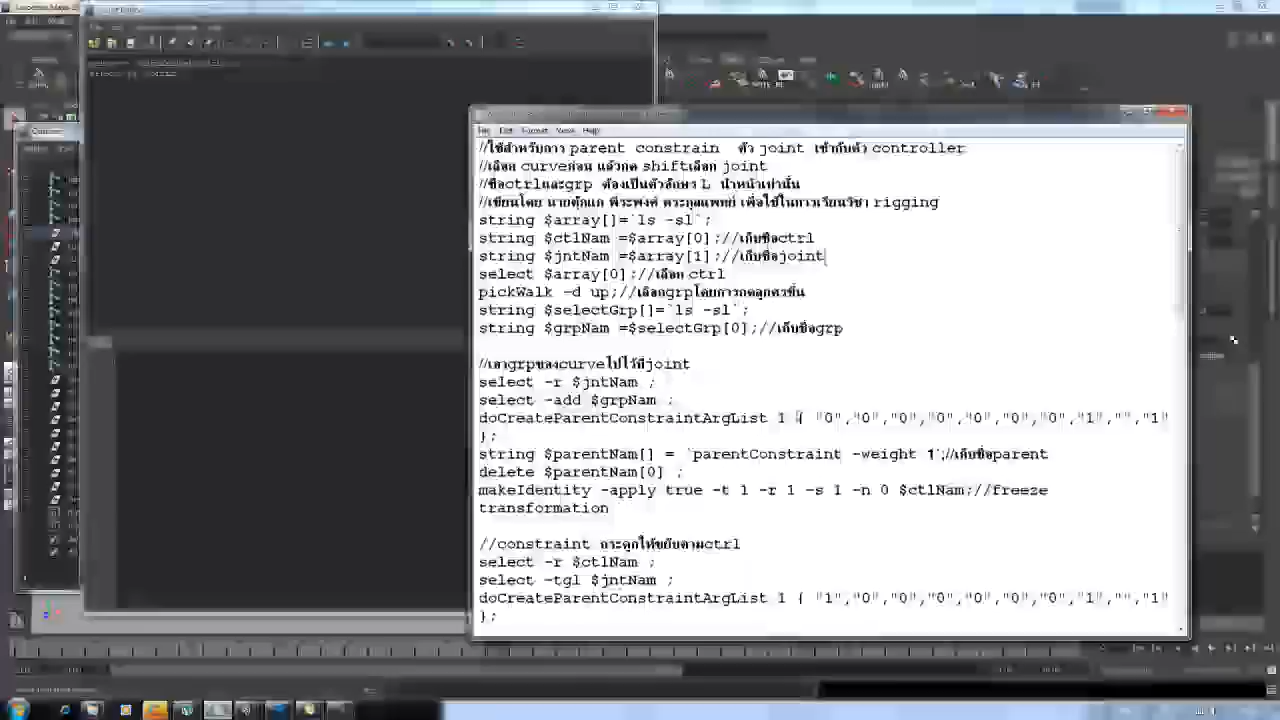 Edit Format View Help
//ใช้สำหรับการ parent constrain ตัว joint เข้ากับตัว controller
//เลือก curveก่อน แล้วกด shiftเลือก joint
//ชื่อctrlและgrp ต้องเป็นตัวอักษร L นำหน้าเท่านั้น
//เขียนโดย นายตุ๊กแก พีระพงศ์ ตระกูลแพทย์ เพื่อใช้ในการเรียนวิชา rigging
string $array[]=`ls -sl`;
string $ctlNam =$array[0];//เก็บชื่อctrl
string $jntNam =$array[1];//เก็บชื่อjoint
select $array[0];//เลือก ctrl
pickWalk -d up;//เลือกgrpโดยการกดลูกศรขึ้น
string $selectGrp[]=`ls -sl`;
string $grpNam =$selectGrp[0];//เก็บชื่อgrp
//เอาgrpของcurveไปไว้ที่joint
select -r $jntNam ;
select -add $grpNam ;
doCreateParentConstraintArgList 1 { "0","0","0","0","0","0","0","1","","1"
};
string $parentNam[] = `parentConstraint -weight 1`;//เก็บชื่อparent
delete $parentNam[0] ;
makeIdentity -apply true -t 1 -r 1 -s 1 -n 0 $ctlNam;//freeze
transformation
//constraint กระดูกให้ขยับตามctrl
select -r $ctlNam ;
select -tgl $jntNam ;
doCreateParentConstraintArgList 1 { "1","0","0","0","0","0","0","1","","1"
};